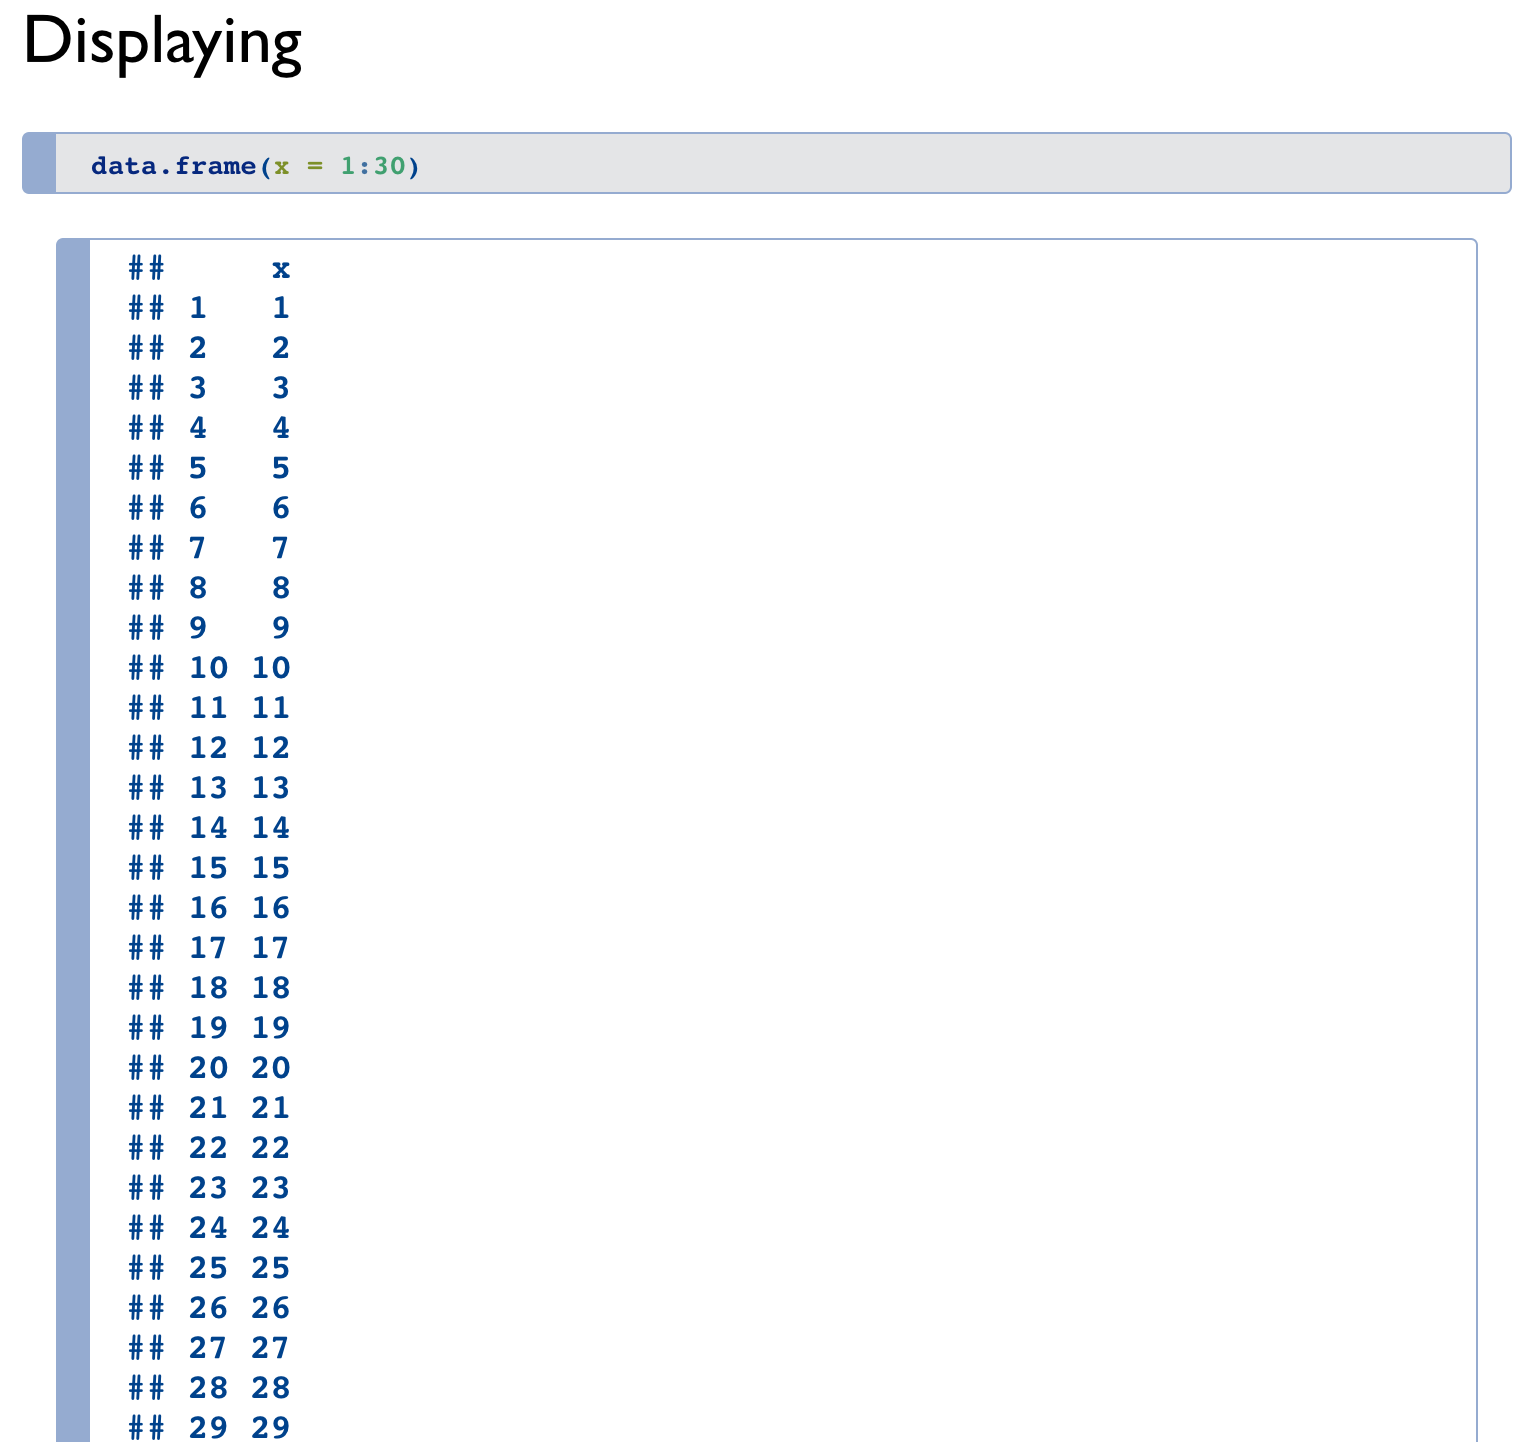 Displaying
data.frame(x = 1:30)
##     x
## 1   1
## 2   2
## 3   3
## 4   4
## 5   5
## 6   6
## 7   7
## 8   8
## 9   9
## 10 10
## 11 11
## 12 12
## 13 13
## 14 14
## 15 15
## 16 16
## 17 17
## 18 18
## 19 19
## 20 20
## 21 21
## 22 22
## 23 23
## 24 24
## 25 25
## 26 26
## 27 27
## 28 28
## 29 29